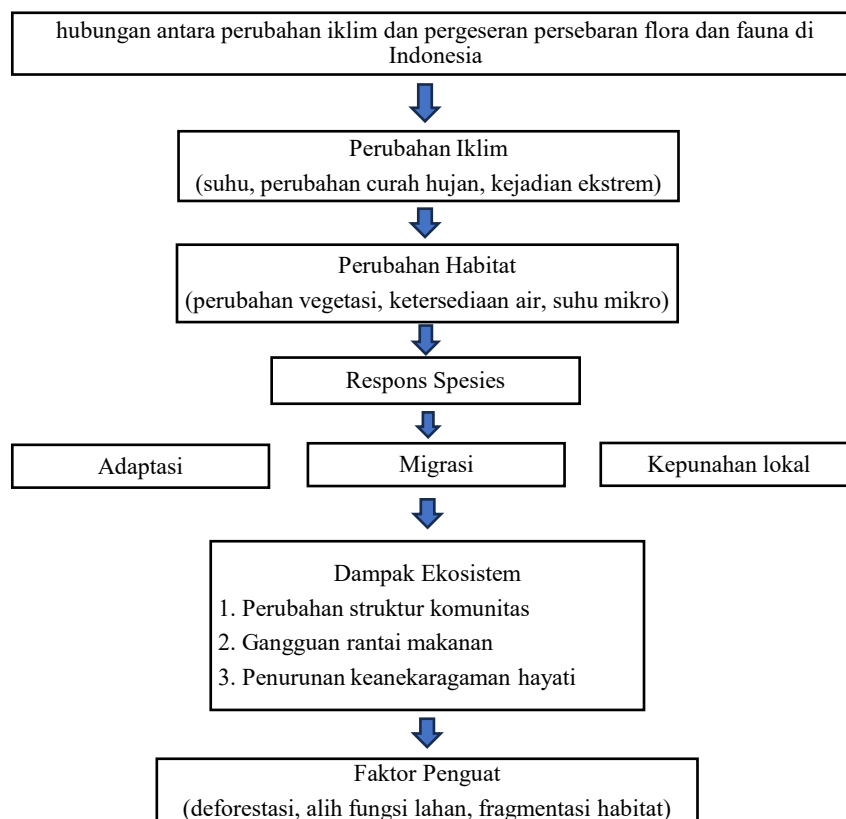 hubungan antara perubahan iklim dan pergeseran persebaran flora dan fauna di
Indonesia
Perubahan Iklim
(suhu, perubahan curah hujan, kejadian ekstrem)
Perubahan Habitat
(perubahan vegetasi, ketersediaan air, suhu mikro)
Respons Spesies
Adaptasi
Migrasi
Kepunahan lokal
Dampak Ekosistem
1. Perubahan struktur komunitas
2. Gangguan rantai makanan
3. Penurunan keanekaragaman hayati
Faktor Penguat
(deforestasi, alih fungsi lahan, fragmentasi habitat)